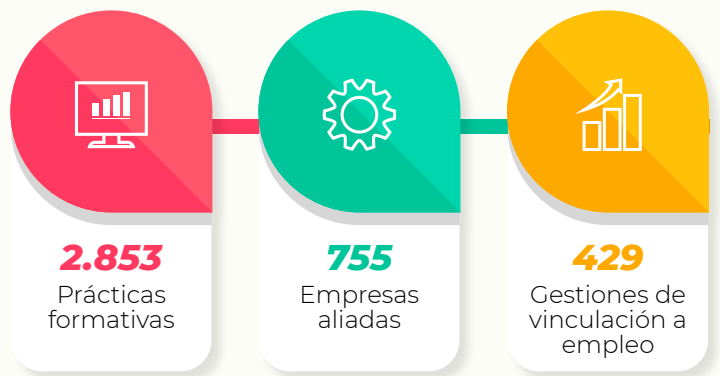 2.853
Prácticas
formativas
755
Empresas
aliadas
429
Gestiones de
vinculación a
empleo